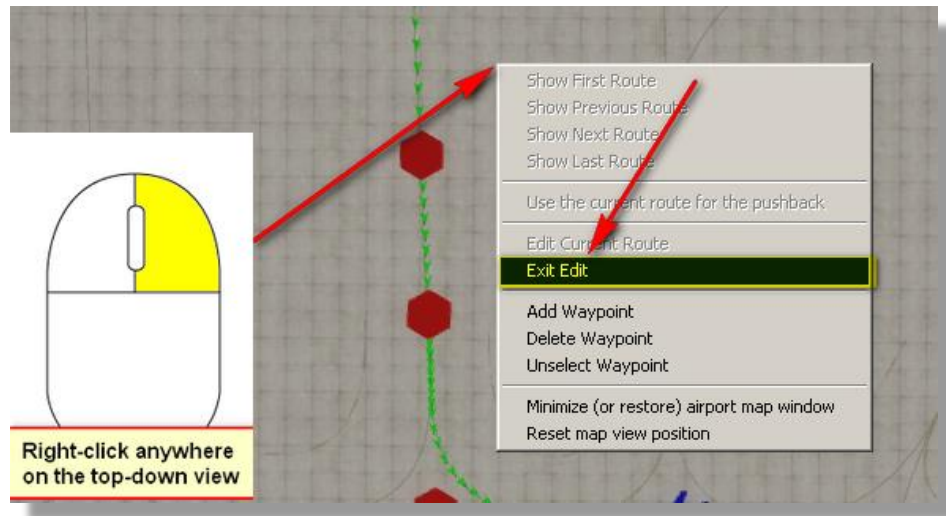 Show First Route
Show Previous Route
Show Next Route
Show Last Route
Use the current route for the pushback
Edit Current Route
Exit Edit
Add Waypoint
Delete Waypoint
Unselect Waypoint
Minimize (or restore) airport map window
Reset map view position
Right-click anywhere
on the top-down view